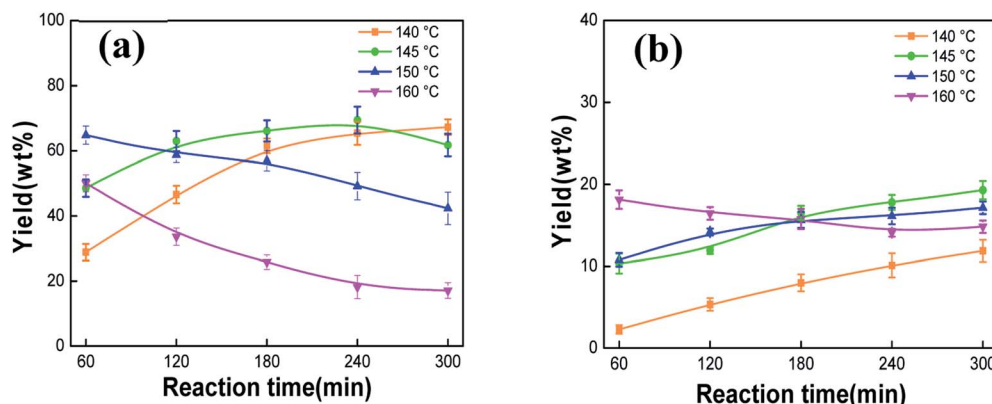 (a)
140 °C
145 °C
150 °C
160 °C
Yield(wt%)
100
80
60
40
20
0
60 120 180 240 300
Reaction time(min)
(b)
140 °C
145 °C
150 °C
160 °C
Yield(wt%)
40
30
20
10
0
60 120 180 240 300
Reaction time(min)